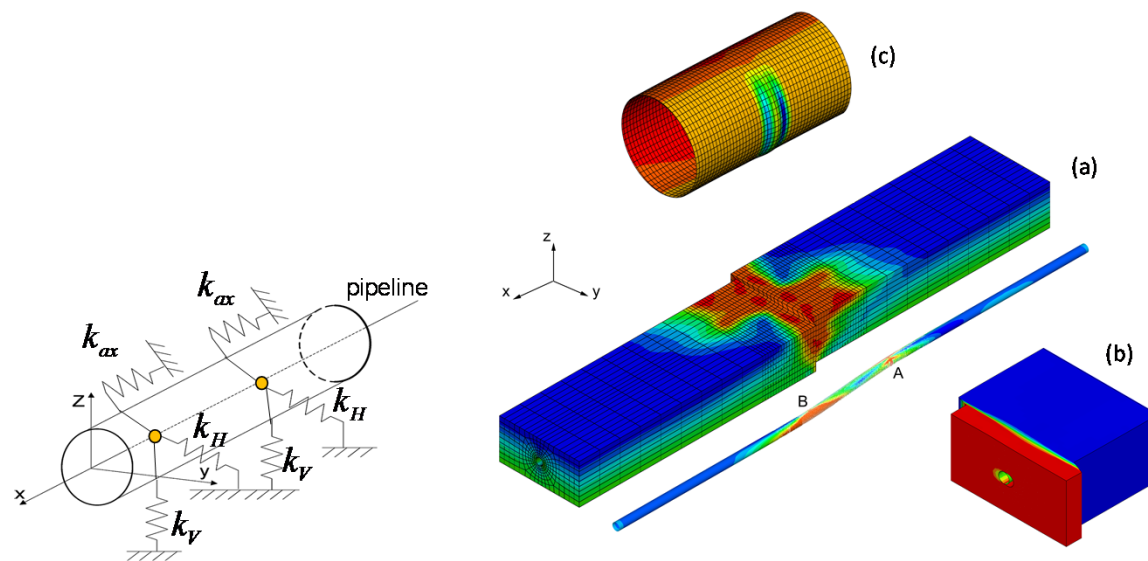 k_ax
pipeline
k_ax
z
k_H
k_H
x
y
k_V
k_V
(c)
(a)
z
x
y
(b)
A
B